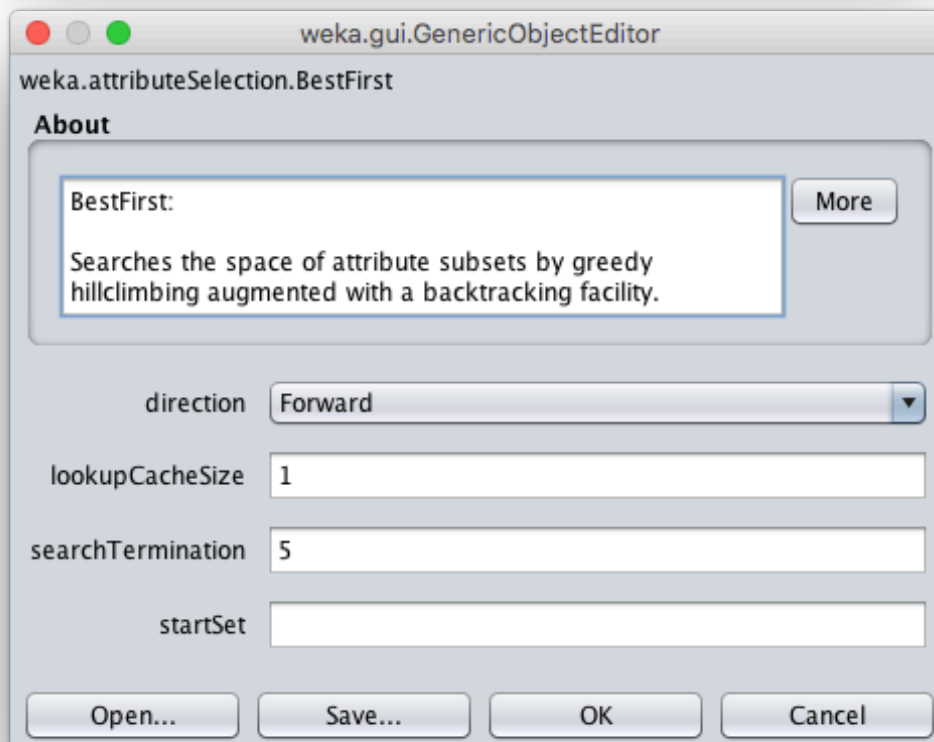 weka.gui.GenericObjectEditor
weka.attributeSelection.BestFirst
About
BestFirst:
Searches the space of attribute subsets by greedy
hillclimbing augmented with a backtracking facility.
More
direction Forward
lookupCacheSize 1
searchTermination 5
startSet
Open... Save... OK Cancel